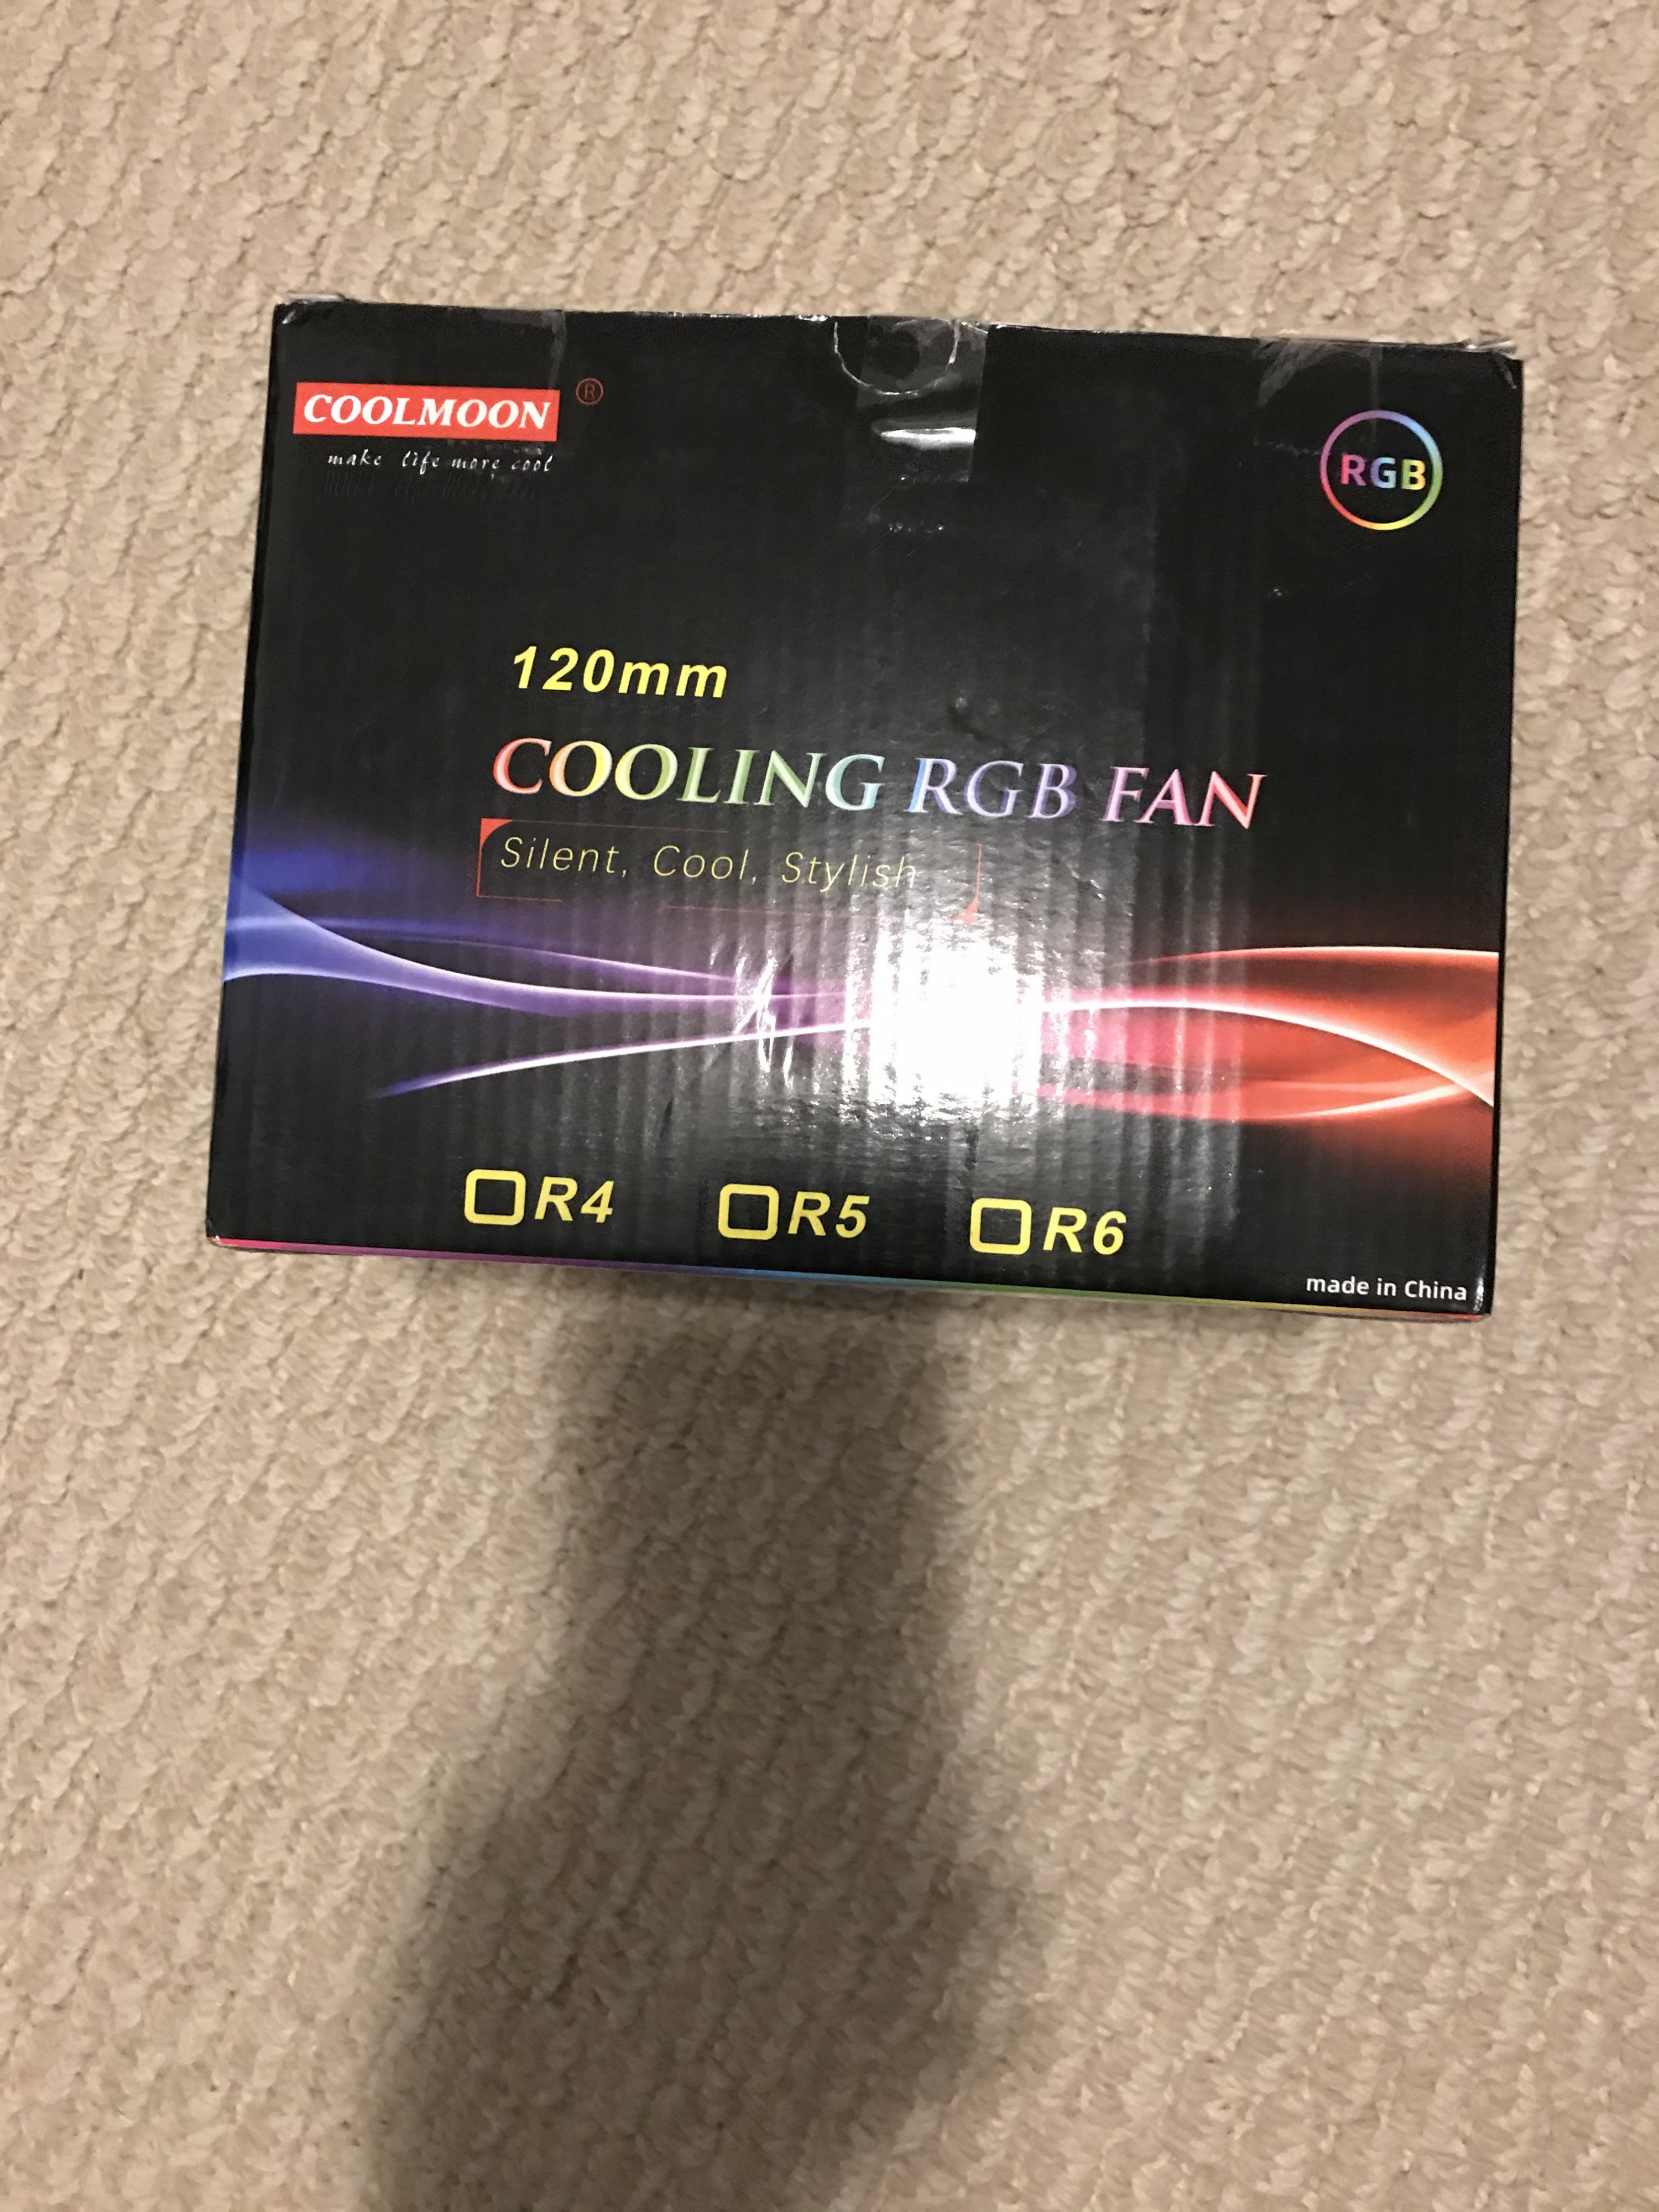 COOLMOON ®
make life more cool
RGB
120mm
COOLING RGB FAN
Silent, Cool, Stylish
R4 R5 R6
made in China